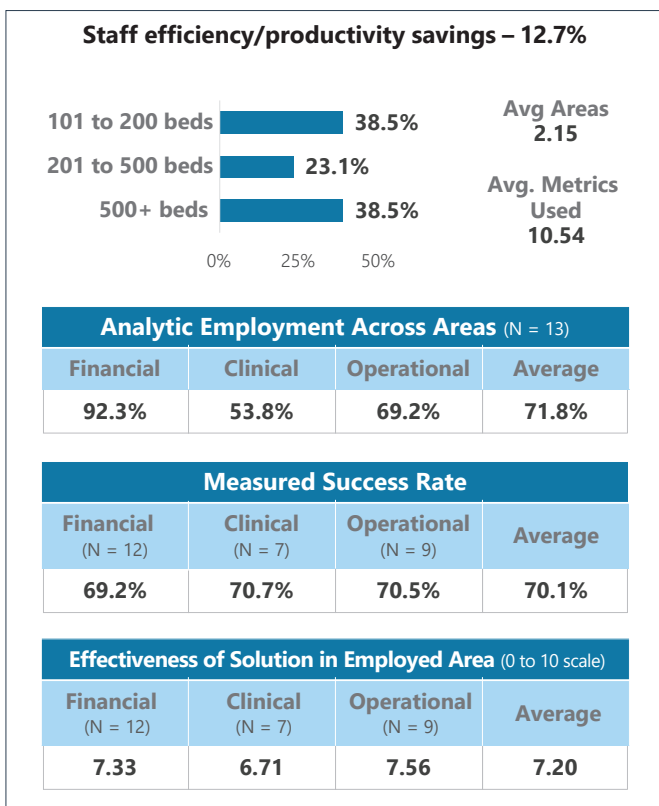 Staff efficiency/productivity savings – 12.7%
101 to 200 beds 38.5%
201 to 500 beds 23.1%
500+ beds 38.5%
0% 25% 50%
Avg Areas
2.15
Avg. Metrics
Used
10.54
Analytic Employment Across Areas (N = 13)
Financial Clinical Operational Average
92.3% 53.8% 69.2% 71.8%
Measured Success Rate
Financial Clinical Operational Average
(N = 12) (N = 7) (N = 9)
69.2% 70.7% 70.5% 70.1%
Effectiveness of Solution in Employed Area (0 to 10 scale)
Financial Clinical Operational Average
(N = 12) (N = 7) (N = 9)
7.33 6.71 7.56 7.20